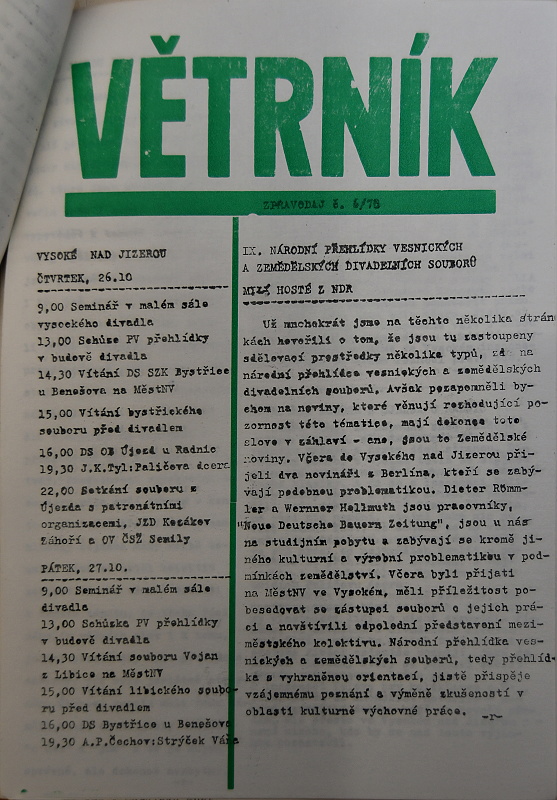 VĚTRNÍK
ZPRAVODAJ č. 6/78
VYSOKÉ NAD JIZEROU
ČTVRTEK, 26.10
9,00 Seminář v malém sále
vysockého divadla
13,00 Schůze PV přehlídky
v budově divadla
14,30 Vítání DS SZK Bystřice
u Benešova na MěstNV
15,00 Vítání bystřického
souboru před divadlem
16,00 DS OB Újezd u Radnic
19,30 J.K.Tyl:Paličova dcera
22,00 Setkání souboru z
Újezda s patronátními
organizacemi, JZD Kozákov
Záhoří a OV ČSŽ Semily
PÁTEK, 27.10.
9,00 Seminář v malém sále
divadla
13,00 Schůzka PV přehlídky
v budově divadla
14,30 Vítání souboru Vojan
z Libice na MěstNV
15,00 Vítání libického soubo-
ru před divadlem
16,00 DS Bystřice u Benešova
19,30 A.P.Čechov:Strýček Váňa
IX. NÁRODNÍ PŘEHLÍDKY VESNICKÝCH
A ZEMĚDĚLSKÝCH DIVADELNÍCH SOUBORŮ
MILÍ HOSTÉ Z NDR
Už mnohokrát jsme na těchto několika strán
kách hovořili o tom, že jsou tu zastoupeny
sdělovací prostředky několika typů, zd na
národní přehlídce vesnických a zemědělských
divadelních souborů. Avšak pozapomněli by-
chom na noviny, které věnují rozhodující po-
zornost této tématice, mají dokonce toto
slovo v záhlaví - ano, jsou to Zemědělské
noviny. Včera do Vysokého nad Jizerou při-
jeli dva novináři z Berlína, kteří se zabý-
vají podobnou problematikou. Dieter Römm-
ler a Wernner Hellmuth jsou pracovníky,
"Neue Deutsche Bauern Zeitung", jsou u nás
na studijním pobytu a zabývají se kromě ji-
ného kulturní a výrobní problematikou v pod-
mínkách zemědělství. Včera byli přijati
na MěstNV ve Vysokém, měli příležitost po-
besedovat se zástupci souborů o jejich prá-
ci a navštívili odpolední představení mezi-
městského kolektivu. Národní přehlídka ves-
nických a zemědělských souborů, tedy přehlíd-
ka s vyhraněnou orientací, jistě přispěje
vzájemnému poznání a výměně zkušeností v
oblasti kulturně výchovné práce. -r-